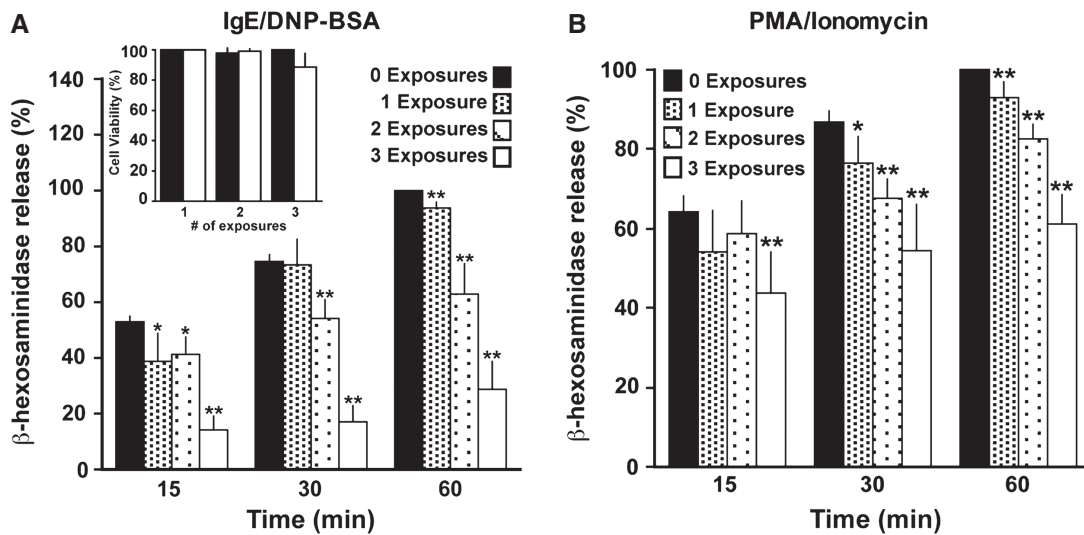 A
IgE/DNP-BSA
β-hexosaminidase release (%)
140
120
100
80
60
40
20
0
Cell Viability (%)
100
80
60
40
20
0
1 2 3
# of exposures
0 Exposures
1 Exposure
2 Exposures
3 Exposures
* * **
** **
** ** **
15 30 60
Time (min)
B
PMA/Ionomycin
β-hexosaminidase release (%)
100
80
60
40
20
0
0 Exposures
1 Exposure
2 Exposures
3 Exposures
**
* ** **
** ** **
15 30 60
Time (min)